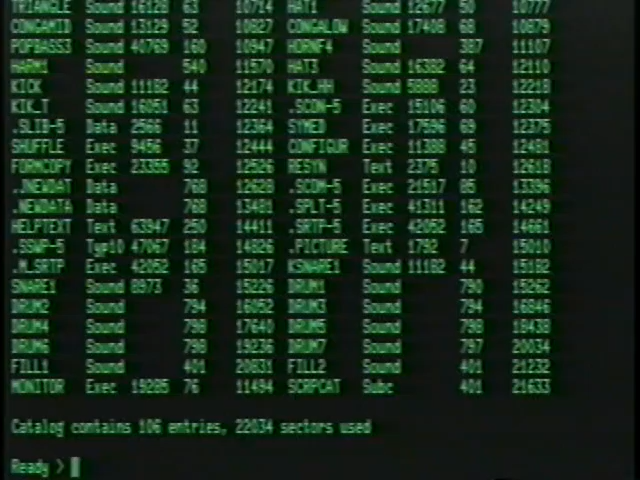 TRIANGLE Sound 16128 63 10714 HAT1 Sound 12677 50 10777
CONGAMID Sound 13129 52 10827 CONGALOW Sound 17408 68 10879
POPBASS3 Sound 40769 160 10947 HORNF4 Sound 387 11107
HARM1 Sound 540 11570 HAT3 Sound 16382 64 12110
KICK Sound 11182 44 12174 KIK_HH Sound 5888 23 12218
KIK_T Sound 16051 63 12241 .SCON-5 Exec 15106 60 12304
.SLIB-5 Data 2566 11 12364 SYMED Exec 17596 69 12375
SHUFFLE Exec 9456 37 12444 CONFIGUR Exec 11388 45 12481
FORMCOPY Exec 23355 92 12526 RESYN Text 2375 10 12618
.JNEWDAT Data 768 12628 .SCOM-5 Exec 21517 85 13396
.NEWDATA Data 768 13481 .SPLT-5 Exec 41311 162 14249
HELPTEXT Text 63947 250 14411 .SRTP-5 Exec 42052 165 14661
.SSWP-5 Typ10 47067 184 14826 .PICTURE Text 1792 7 15010
.M_SRTP Exec 42052 165 15017 KSNARE1 Sound 11182 44 15182
SNARE1 Sound 8973 36 15226 DRUM1 Sound 790 15262
DRUM2 Sound 794 16052 DRUM3 Sound 794 16846
DRUM4 Sound 798 17640 DRUM5 Sound 798 18438
DRUM6 Sound 798 19236 DRUM7 Sound 797 20034
FILL1 Sound 401 20831 FILL2 Sound 401 21232
MONITOR Exec 19285 76 11494 SCRPCAT Subc 401 21633
Catalog contains 106 entries, 22034 sectors used
Ready >